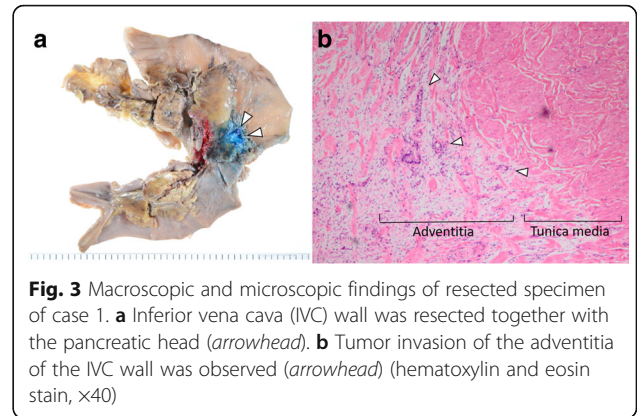 a
b
Adventitia
Tunica media
Fig. 3 Macroscopic and microscopic findings of resected specimen
of case 1. a Inferior vena cava (IVC) wall was resected together with
the pancreatic head (arrowhead). b Tumor invasion of the adventitia
of the IVC wall was observed (arrowhead) (hematoxylin and eosin
stain, ×40)